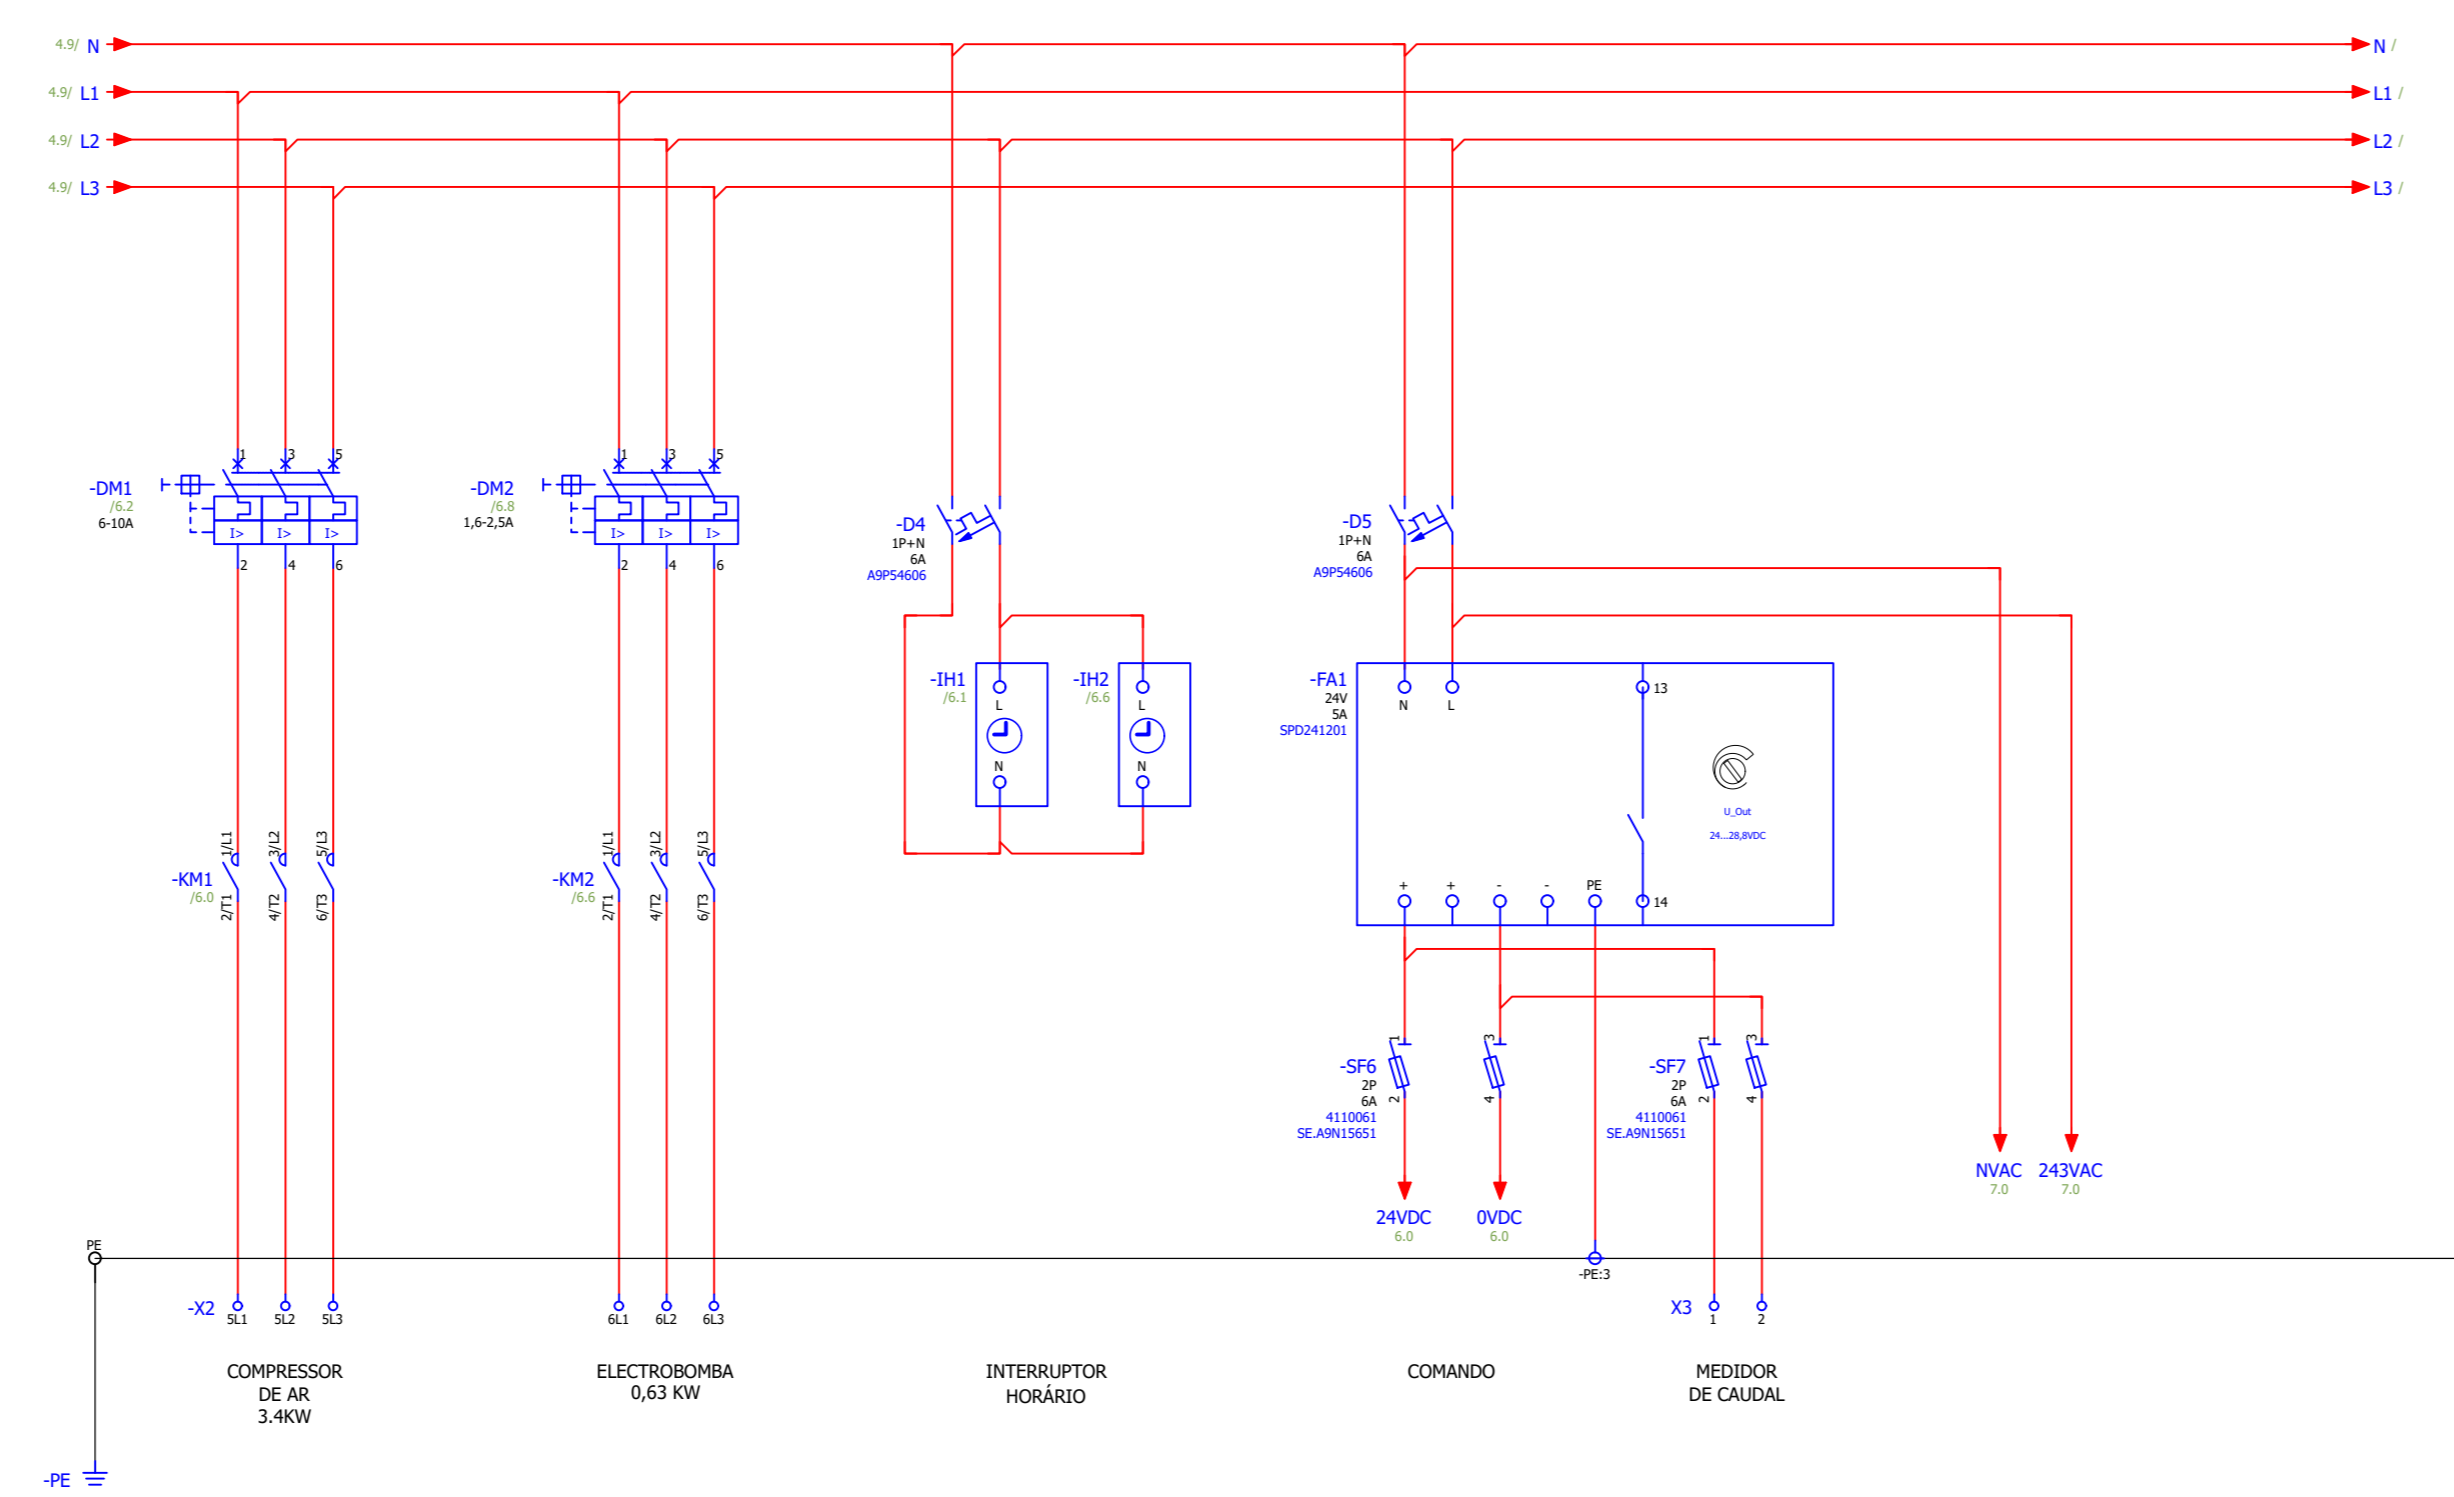 4.9/ N
N /
4.9/ L1
L1 /
4.9/ L2
L2 /
4.9/ L3
L3 /
-DM1
/6.2
6-10A
1
3
5
I>
I>
I>
2
4
6
-DM2
/6.8
1,6-2,5A
1
3
5
I>
I>
I>
2
4
6
-D4
1P+N
6A
A9P54606
-D5
1P+N
6A
A9P54606
-IH1
/6.1
L
N
-IH2
/6.6
L
N
-FA1
24V
5A
SPD241201
N
L
13
U_Out
24...28,8VDC
+
+
-
-
PE
14
-KM1
/6.0
1/L1
3/L2
5/L3
2/T1
4/T2
6/T3
-KM2
/6.6
1/L1
3/L2
5/L3
2/T1
4/T2
6/T3
-SF6
2P
6A
4110061
SE.A9N15651
1
2
3
4
-SF7
2P
6A
4110061
SE.A9N15651
1
2
3
4
24VDC
6.0
0VDC
6.0
NVAC
7.0
243VAC
7.0
PE
-PE:3
-X2
5L1
5L2
5L3
6L1
6L2
6L3
X3
1
2
COMPRESSOR
DE AR
3.4KW
ELECTROBOMBA
0,63 KW
INTERRUPTOR
HORÁRIO
COMANDO
MEDIDOR
DE CAUDAL
-PE